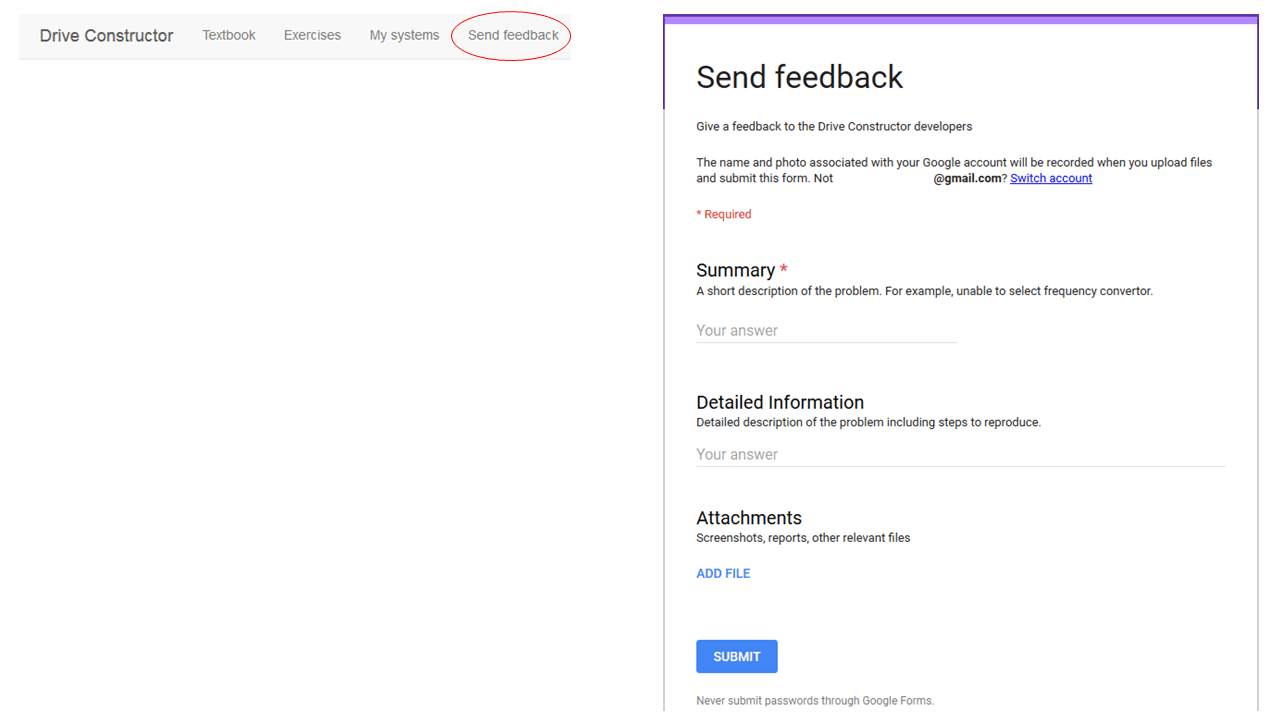 Drive Constructor Textbook Exercises My systems Send feedback
Send feedback
Give a feedback to the Drive Constructor developers
The name and photo associated with your Google account will be recorded when you upload files
and submit this form. Not @gmail.com? Switch account
* Required
Summary *
A short description of the problem. For example, unable to select frequency convertor.
Your answer
Detailed Information
Detailed description of the problem including steps to reproduce.
Your answer
Attachments
Screenshots, reports, other relevant files
ADD FILE
SUBMIT
Never submit passwords through Google Forms.